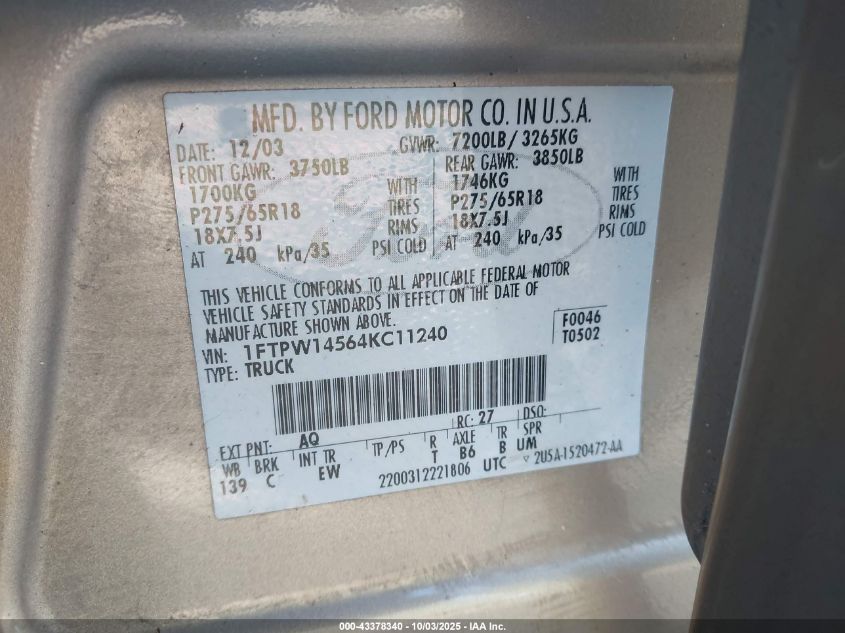 MFD. BY FORD MOTOR CO. IN U.S.A.
DATE: 12/03 GVWR: 7200LB/ 3265KG
FRONT GAWR: 3750LB REAR GAWR: 3850LB
1700KG WITH 1746KG WITH
P275/65R18 TIRES P275/65R18 TIRES
18X7.5J RIMS 18X7.5J RIMS
AT 240 kPa/35 PSI COLD AT 240 kPa/35 PSI COLD
THIS VEHICLE CONFORMS TO ALL APPLICABLE FEDERAL MOTOR
VEHICLE SAFETY STANDARDS IN EFFECT ON THE DATE OF
MANUFACTURE SHOWN ABOVE.
VIN: 1FTPW14564KC11240 F0046
TYPE: TRUCK T0502
EXT PNT: AQ RC: 27 DSO:
WB BRK INT TR TP/PS R AXLE TR SPR
139 C EW T B6 B UM
2200312221806 UTC 2U5A-1520472-AA
Ford
000-43378340 - 10/03/2025 - IAA Inc.